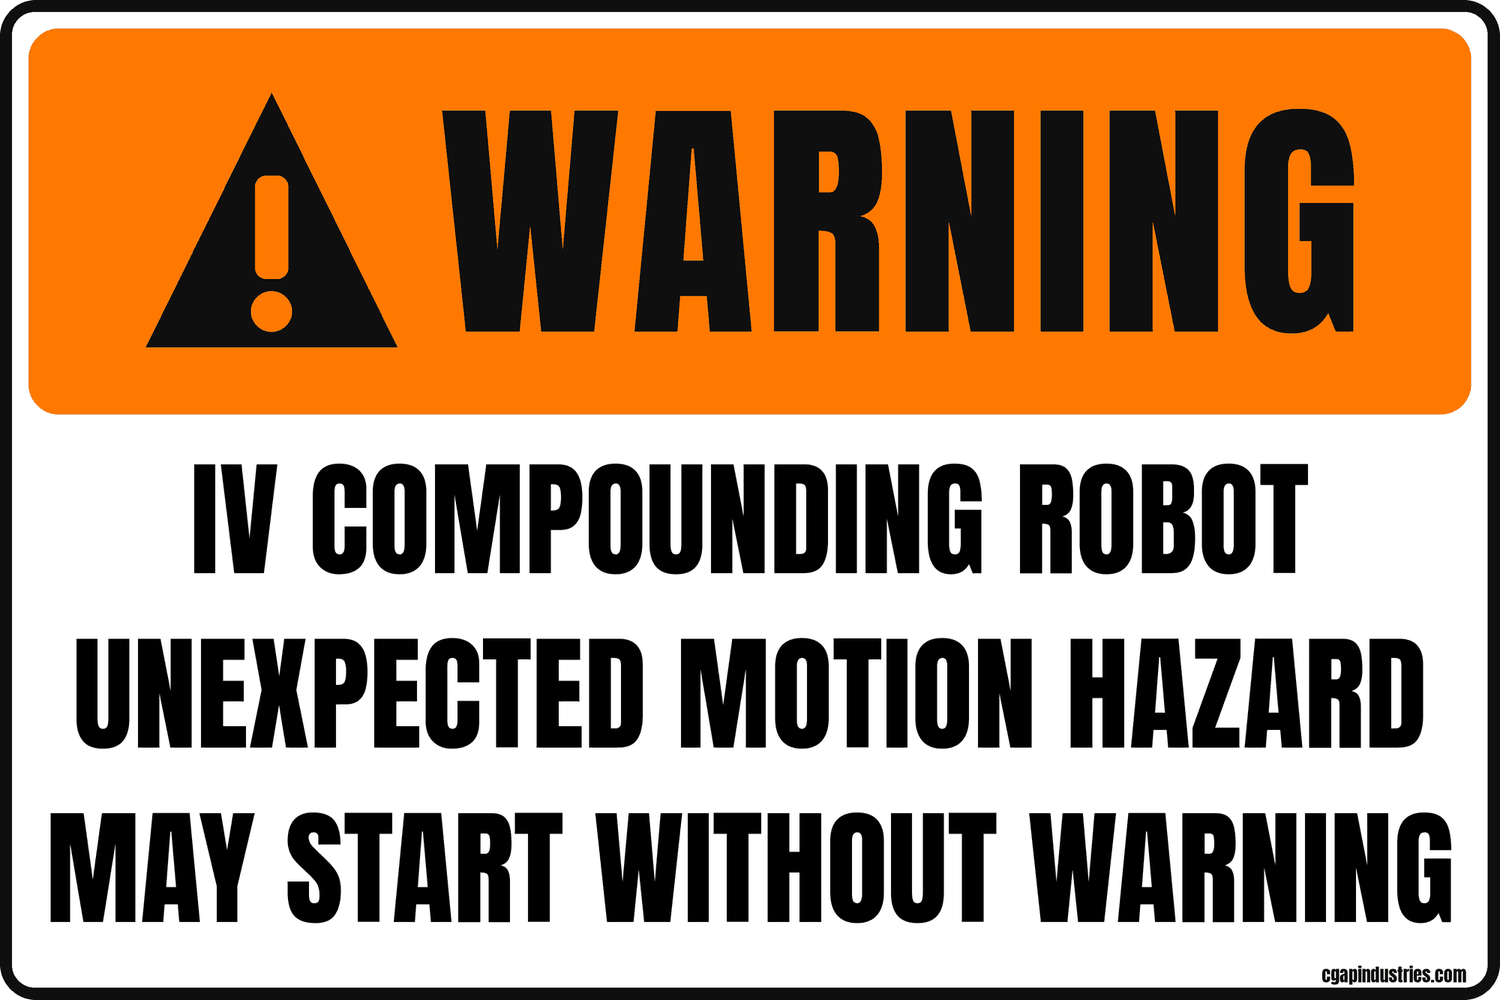 WARNING
IV COMPOUNDING ROBOT
UNEXPECTED MOTION HAZARD
MAY START WITHOUT WARNING
cgapindustries.com